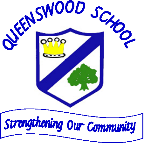 QUEENSWOOD SCHOOL
Strengthening Our Community